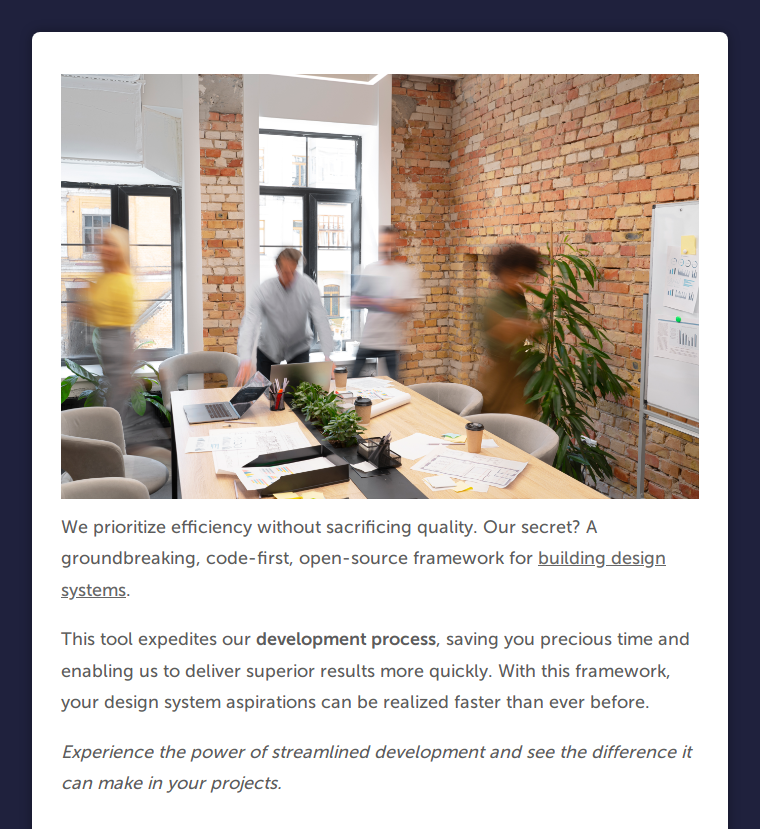 We prioritize efficiency without sacrificing quality. Our secret? A
groundbreaking, code-first, open-source framework for building design
systems.
This tool expedites our development process, saving you precious time and
enabling us to deliver superior results more quickly. With this framework,
your design system aspirations can be realized faster than ever before.
Experience the power of streamlined development and see the difference it
can make in your projects.